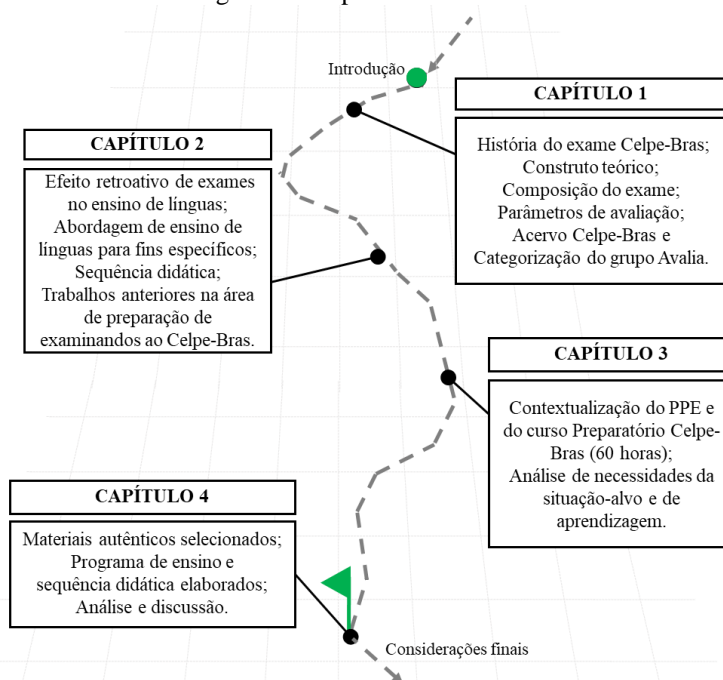 Introdução
CAPÍTULO 1
História do exame Celpe-Bras;
Construto teórico;
Composição do exame;
Parâmetros de avaliação;
Acervo Celpe-Bras e
Categorização do grupo Avalia.
CAPÍTULO 2
Efeito retroativo de exames
no ensino de línguas;
Abordagem de ensino de
línguas para fins específicos;
Sequência didática;
Trabalhos anteriores na área
de preparação de
examinandos ao Celpe-Bras.
CAPÍTULO 3
Contextualização do PPE e
do curso Preparatório Celpe-
Bras (60 horas);
Análise de necessidades da
situação-alvo e de
aprendizagem.
CAPÍTULO 4
Materiais autênticos selecionados;
Programa de ensino e
sequência didática elaborados;
Análise e discussão.
Considerações finais